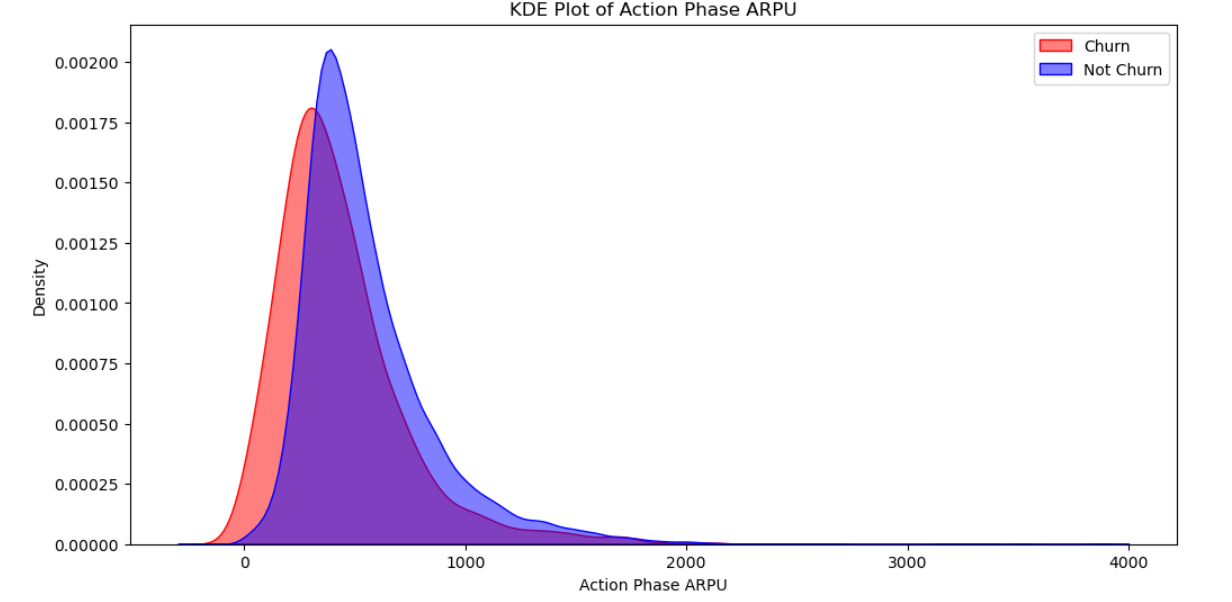 KDE Plot of Action Phase ARPU
Churn
Not Churn
0.00200
0.00175
0.00150
0.00125
0.00100
0.00075
0.00050
0.00025
0.00000
Density
0 1000 2000 3000 4000
Action Phase ARPU